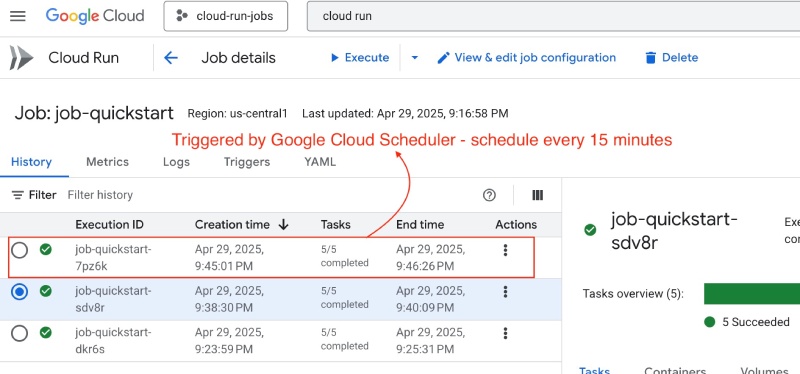 Google Cloud
cloud-run-jobs
cloud run
Cloud Run
Job details
Execute
View & edit job configuration
Delete
Job: job-quickstart
Region: us-central1
Last updated: Apr 29, 2025, 9:16:58 PM
Triggered by Google Cloud Scheduler - schedule every 15 minutes
History
Metrics
Logs
Triggers
YAML
Filter
Filter history
Execution ID
Creation time
Tasks
End time
Actions
job-quickstart-
7pz6k
Apr 29, 2025,
9:45:01 PM
5/5
completed
Apr 29, 2025,
9:46:26 PM
job-quickstart-
sdv8r
Apr 29, 2025,
9:38:30 PM
5/5
completed
Apr 29, 2025,
9:40:09 PM
job-quickstart-
dkr6s
Apr 29, 2025,
9:23:59 PM
5/5
completed
Apr 29, 2025,
9:25:31 PM
job-quickstart-
sdv8r
Tasks overview (5):
5 Succeeded
Tasks
Containers
Volumes